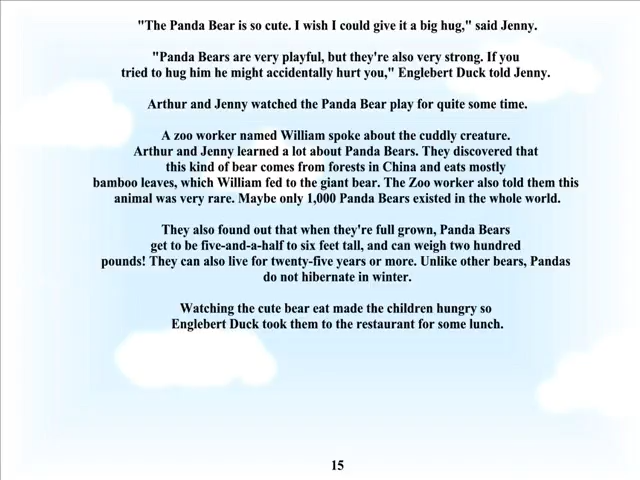 "The Panda Bear is so cute. I wish I could give it a big hug," said Jenny.
"Panda Bears are very playful, but they're also very strong. If you
tried to hug him he might accidentally hurt you," Englebert Duck told Jenny.
Arthur and Jenny watched the Panda Bear play for quite some time.
A zoo worker named William spoke about the cuddly creature.
Arthur and Jenny learned a lot about Panda Bears. They discovered that
this kind of bear comes from forests in China and eats mostly
bamboo leaves, which William fed to the giant bear. The Zoo worker also told them this
animal was very rare. Maybe only 1,000 Panda Bears existed in the whole world.
They also found out that when they're full grown, Panda Bears
get to be five-and-a-half to six feet tall, and can weigh two hundred
pounds! They can also live for twenty-five years or more. Unlike other bears, Pandas
do not hibernate in winter.
Watching the cute bear eat made the children hungry so
Englebert Duck took them to the restaurant for some lunch.
15